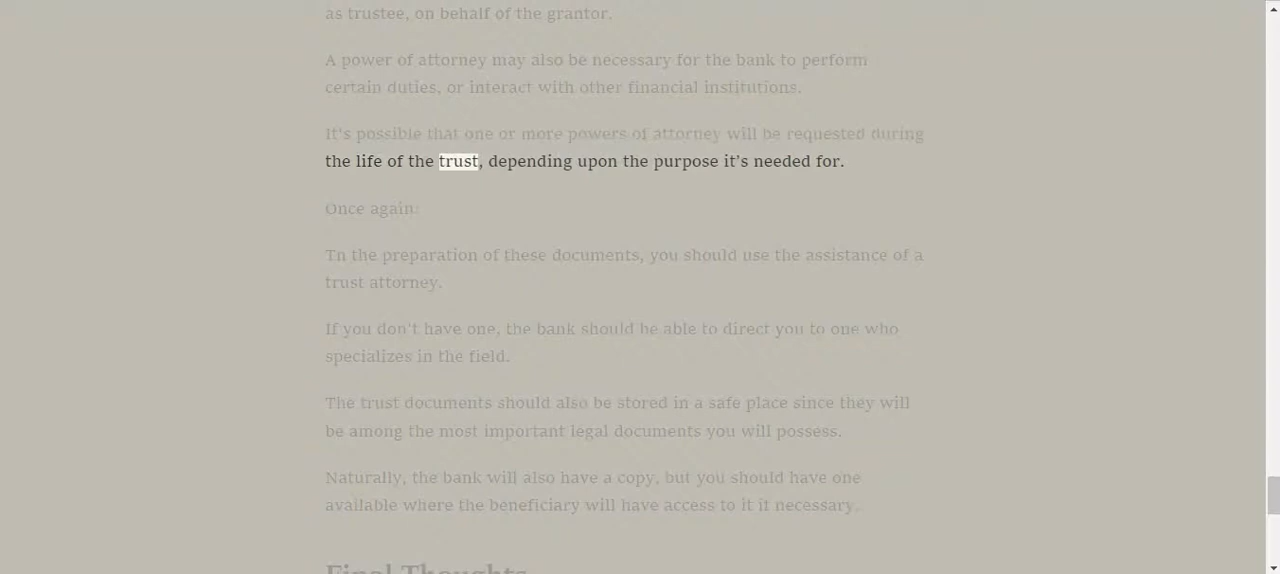 as trustee, on behalf of the grantor.
A power of attorney may also be necessary for the bank to perform
certain duties, or interact with other financial institutions.
It's possible that one or more powers of attorney will be requested during
the life of the trust, depending upon the purpose it's needed for.
Once again:
Tn the preparation of these documents, you should use the assistance of a
trust attorney.
If you don't have one, the bank should be able to direct you to one who
specializes in the field.
The trust documents should also be stored in a safe place since they will
be among the most important legal documents you will possess.
Naturally, the bank will also have a copy, but you should have one
available where the beneficiary will have access to it if necessary.
Final Thoughts